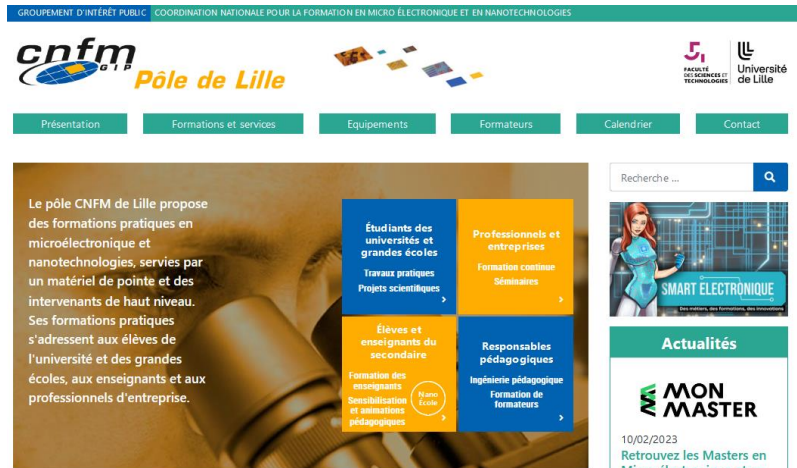 GROUPEMENT D'INTÉRÊT PUBLIC COORDINATION NATIONALE POUR LA FORMATION EN MICRO ÉLECTRONIQUE ET EN NANOTECHNOLOGIES
cnfm
GIP
Pôle de Lille
FACULTÉ
DES SCIENCES ET
TECHNOLOGIES
Université
de Lille
Présentation
Formations et services
Equipements
Formateurs
Calendrier
Contact
Le pôle CNFM de Lille propose
des formations pratiques en
microélectronique et
nanotechnologies, servies par
un matériel de pointe et des
intervenants de haut niveau.
Ses formations pratiques
s'adressent aux élèves de
l'université et des grandes
écoles, aux enseignants et aux
professionnels d'entreprise.
Étudiants des
universités et
grandes écoles
Travaux pratiques
Projets scientifiques
Professionnels et
entreprises
Formation continue
Séminaires
Élèves et
enseignants du
secondaire
Formation des
enseignants
Sensibilisation
et animations
pédagogiques
Nano
École
Responsables
pédagogiques
Ingénierie pédagogique
Formation de
formateurs
Recherche ...
SMART ELECTRONIQUE
Des métiers, des formations, des innovations
Actualités
MON
MASTER
10/02/2023
Retrouvez les Masters en